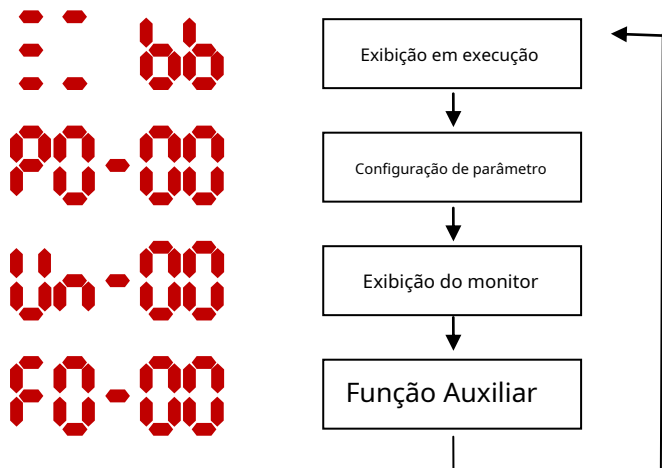 bb
Exibição em execução
P0-00
Configuração de parâmetro
Un-00
Exibição do monitor
F0-00
Função Auxiliar